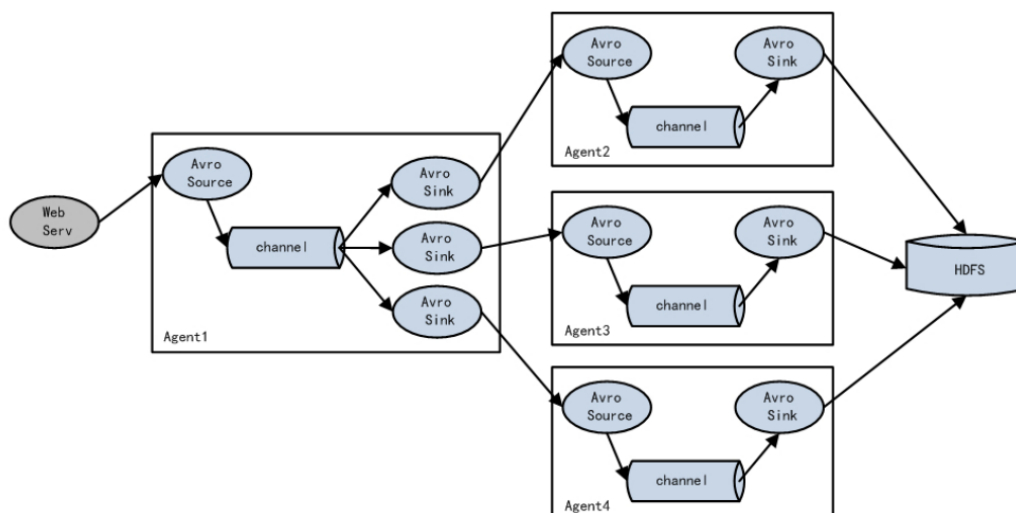 Web
Serv
Avro
Source
channel
Avro
Sink
Avro
Sink
Avro
Sink
Agent1
Avro
Source
channel
Avro
Sink
Agent2
Avro
Source
channel
Avro
Sink
Agent3
Avro
Source
channel
Avro
Sink
Agent4
HDFS